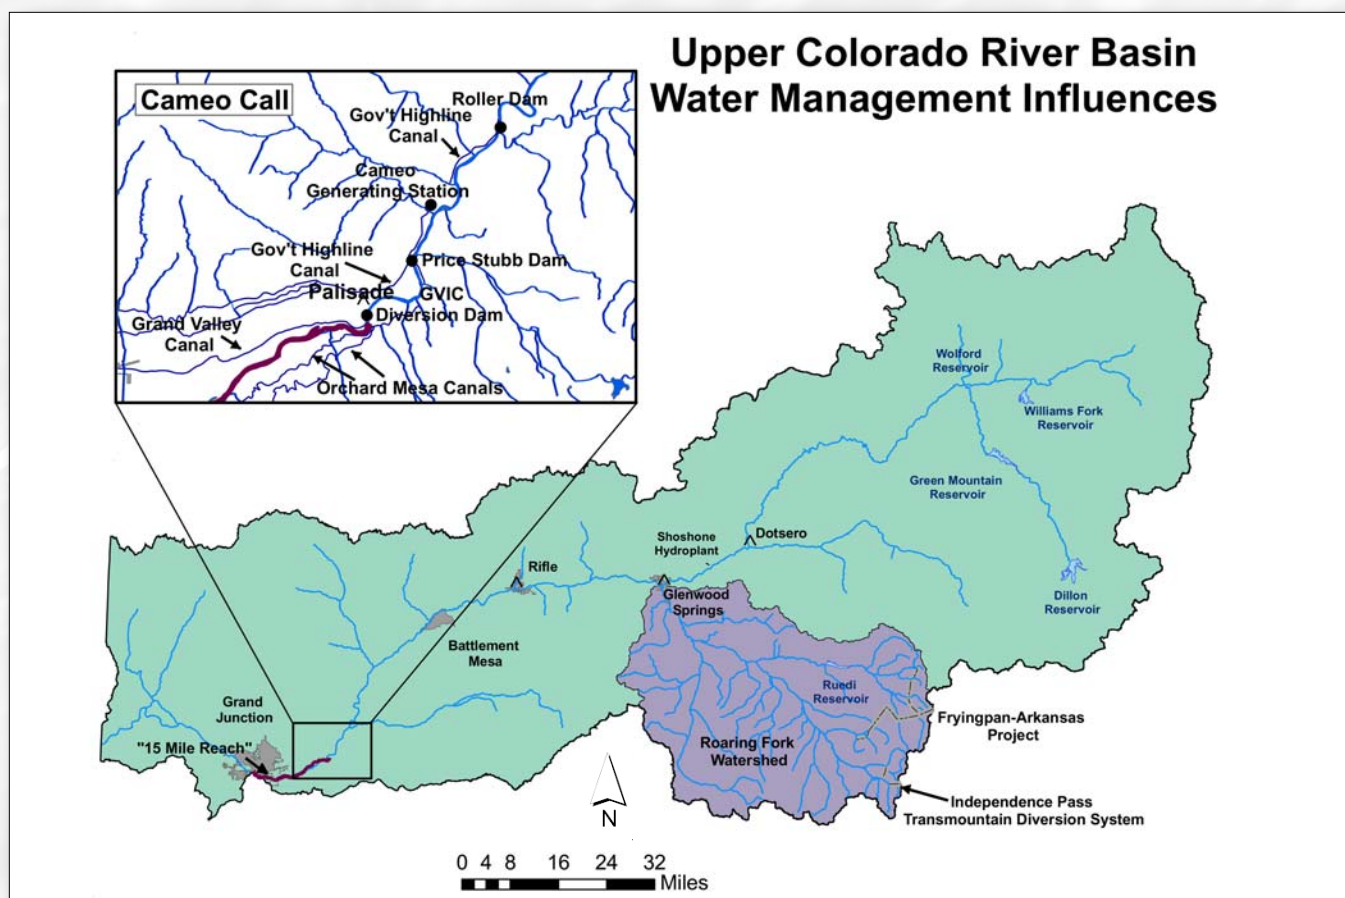 Upper Colorado River Basin
Water Management Influences
Cameo Call
Roller Dam
Gov't Highline
Canal
Cameo
Generating Station
Gov't Highline
Canal
Price Stubb Dam
Palisade
GVIC
Diversion Dam
Grand Valley
Canal
Orchard Mesa Canals
Wolford
Reservoir
Williams Fork
Reservoir
Green Mountain
Reservoir
Dillon
Reservoir
Dotsero
Shoshone
Hydroplant
Glenwood
Springs
Rifle
Battlement
Mesa
Grand
Junction
"15 Mile Reach"
Ruedi
Reservoir
Roaring Fork
Watershed
Fryingpan-Arkansas
Project
Independence Pass
Transmountain Diversion System
N
0 4 8 16 24 32
Miles